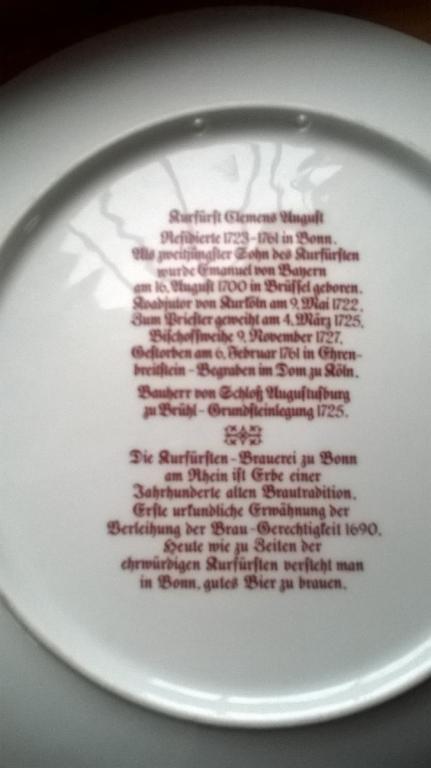 Kurfürst Clemens August
Residierte 1723-1761 in Bonn.
Als zweitjüngster Sohn des Kurfürsten
wurde Emanuel von Bayern
am 16. August 1700 in Brüssel geboren.
Koadjutor von Kurköln am 9. Mai 1722.
Zum Priester geweiht am 4. März 1725.
Bischofsweihe 9. November 1727.
Gestorben am 6. Februar 1761 in Ehren-
breitstein - Begraben im Dom zu Köln.
Bauherr von Schloß Augustusburg
zu Brühl - Grundsteinlegung 1725.
Die Kurfürsten-Brauerei zu Bonn
am Rhein ist Erbe einer
Jahrhunderte alten Brautradition.
Erste urkundliche Erwähnung der
Verleihung der Brau-Gerechtigkeit 1690.
Heute wie zu Zeiten der
ehrwürdigen Kurfürsten versteht man
in Bonn, gutes Bier zu brauen.